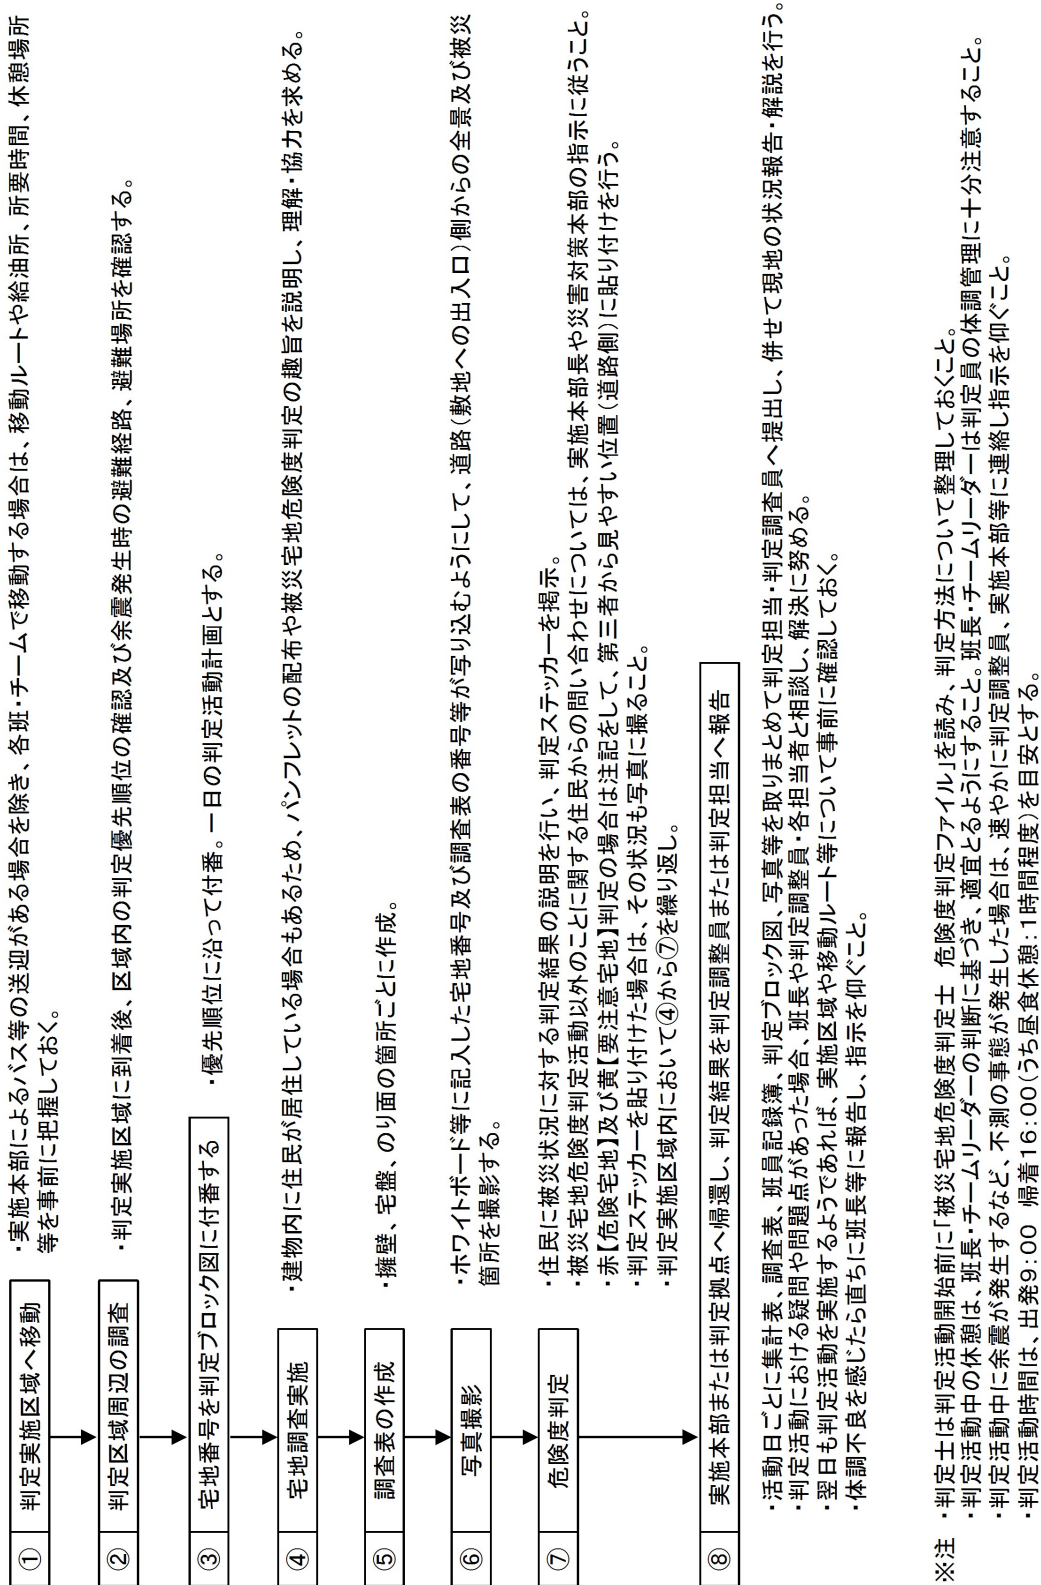 ① 判定実施区域へ移動
・実施本部によるバス等の送迎がある場合を除き、各班・チームで移動する場合は、移動ルートや給油所、所要時間、休憩場所
等を事前に把握しておく。
② 判定区域周辺の調査
・判定実施区域に到着後、区域内の判定優先順位の確認及び余震発生時の避難経路、避難場所を確認する。
③ 宅地番号を判定ブロック図に付番する
・優先順位に沿って付番。一日の判定活動計画とする。
④ 宅地調査実施
・建物内に住民が居住している場合もあるため、パンフレットの配布や被災宅地危険度判定の趣旨を説明し、理解・協力を求める。
⑤ 調査表の作成
・擁壁、宅盤、のり面の箇所ごとに作成。
⑥ 写真撮影
・ホワイトボード等に記入した宅地番号及び調査表の番号等が写り込むようにして、道路(敷地への出入口)側からの全景及び被災
箇所を撮影する。
⑦ 危険度判定
・住民に被災状況に対する判定結果の説明を行い、判定ステッカーを掲示。
・被災宅地危険度判定活動以外のことに関する住民からの問い合わせについては、実施本部長や災害対策本部の指示に従うこと。
・赤【危険宅地】及び黄【要注意宅地】判定の場合は注記をして、第三者から見やすい位置(道路側)に貼り付けを行う。
・判定ステッカーを貼り付けた場合は、その状況も写真に撮ること。
・判定実施区域内において④から⑦を繰り返し。
⑧ 実施本部または判定拠点へ帰還し、判定結果を判定調整員または判定担当へ報告
・活動日ごとに集計表、調査表、班員記録簿、判定ブロック図、写真等を取りまとめて判定担当・判定調査員へ提出し、併せて現地の状況報告・解説を行う。
・判定活動における疑問や問題点があった場合、班長や判定調整員・各担当者と相談し、解決に努める。
・翌日も判定活動を実施するようであれば、実施区域や移動ルート等について事前に確認しておく。
・体調不良を感じたら直ちに班長等に報告し、指示を仰ぐこと。
※注 ・判定士は判定活動開始前に「被災宅地危険度判定士 危険度判定ファイル」を読み、判定方法について整理しておくこと。
・判定活動中の休憩は、班長・チームリーダーの判断に基づき、適宜とるようにすること。班長・チームリーダーは判定員の体調管理に十分注意すること。
・判定活動中に余震が発生するなど、不測の事態が発生した場合は、速やかに判定調整員、実施本部等に連絡し指示を仰ぐこと。
・判定活動時間は、出発9:00 帰着16:00(うち昼食休憩:1時間程度)を目安とする。